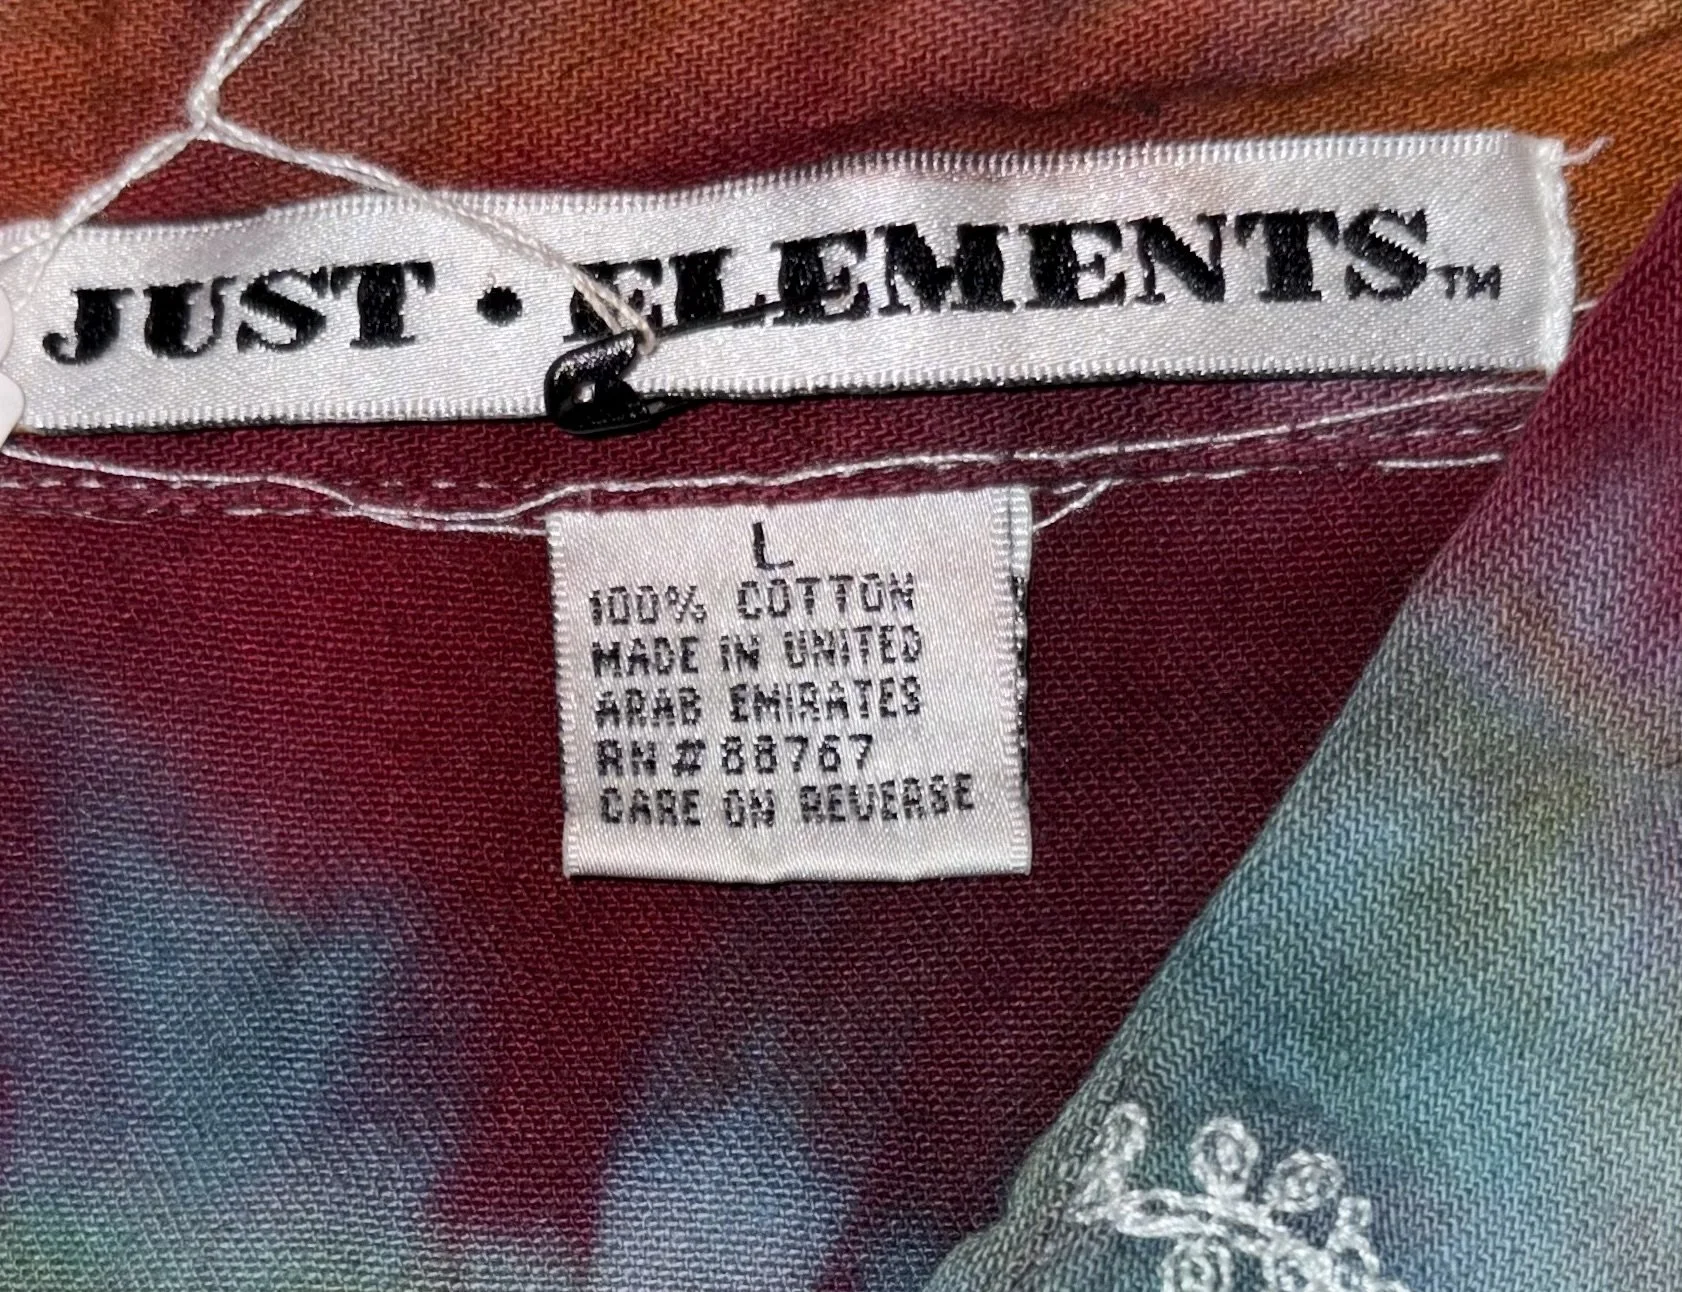 JUST • ELEMENTS™
L
100% COTTON
MADE IN UNITED
ARAB EMIRATES
RN # 88767
CARE ON REVERSE